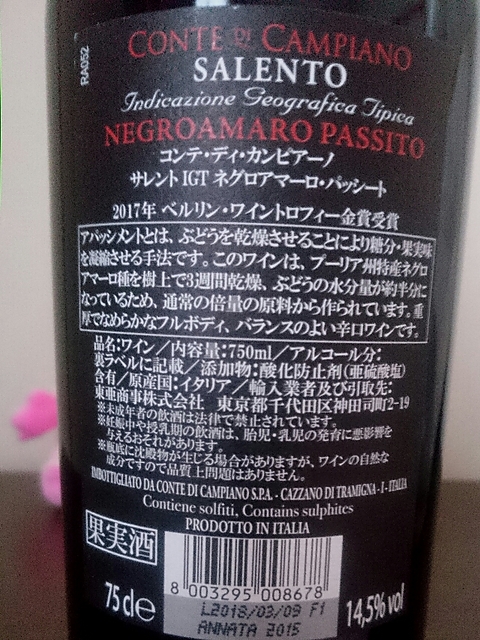 RA052
CONTE DI CAMPIANO
SALENTO
Indicazione Geografica Tipica
NEGROAMARO PASSITO
コンテ・ディ・カンピアーノ
サレント IGT ネグロアマーロ・パッシート
2017年 ベルリン・ワイントロフィー金賞受賞
アパッシメントとは、ぶどうを乾燥させることにより糖分・果実味
を凝縮させる手法です。このワインは、プーリア州特産ネグロ
アマーロ種を樹上で3週間乾燥、ぶどうの水分量が約半分に
なっているため、通常の倍量の原料から作られています。重
厚でなめらかなフルボディ、バランスのよい辛口ワインです。
品名:ワイン/内容量:750ml/アルコール分:
裏ラベルに記載/添加物:酸化防止剤(亜硫酸塩)
含有/原産国:イタリア/輸入業者及び引取先:
東亜商事株式会社 東京都千代田区神田司町2-19
※未成年者の飲酒は法律で禁止されています。
※妊娠中や授乳期の飲酒は、胎児・乳児の発育に悪影響を
与えるおそれがあります。
※瓶底に沈殿物が生じる場合がありますが、ワインの自然な
成分ですので品質上問題はありません。
IMBOTTIGLIATO DA CONTE DI CAMPIANO S.P.A. - CAZZANO DI TRAMIGNA - I - ITALIA
Contiene solfiti, Contains sulphites
PRODOTTO IN ITALIA
果実酒
8 003295 008678
75 cl e
L2018/03/09 F1
ANNATA 2015
14,5% vol